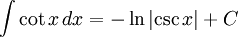 ∫ cot x dx = − ln |csc x| + C